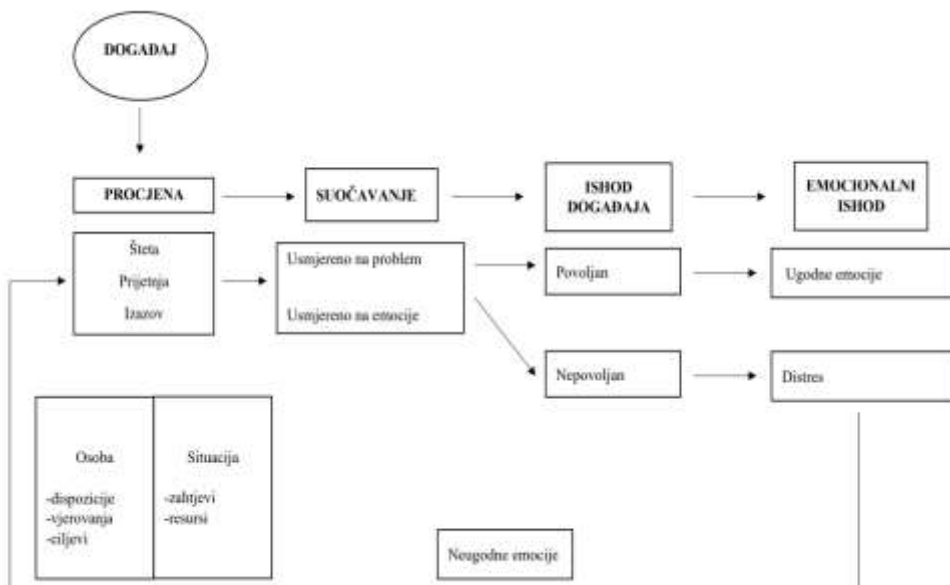 DOGAĐAJ
PROCJENA
SUOČAVANJE
ISHOD
DOGAĐAJA
EMOCIONALNI
ISHOD
Šteta
Prijetnja
Izazov
Usmjereno na problem
Usmjereno na emocije
Povoljan
Ugodne emocije
Nepovoljan
Distres
Osoba
-dispozicije
-vjerovanja
-ciljevi
Situacija
-zahtjevi
-resursi
Neugodne emocije